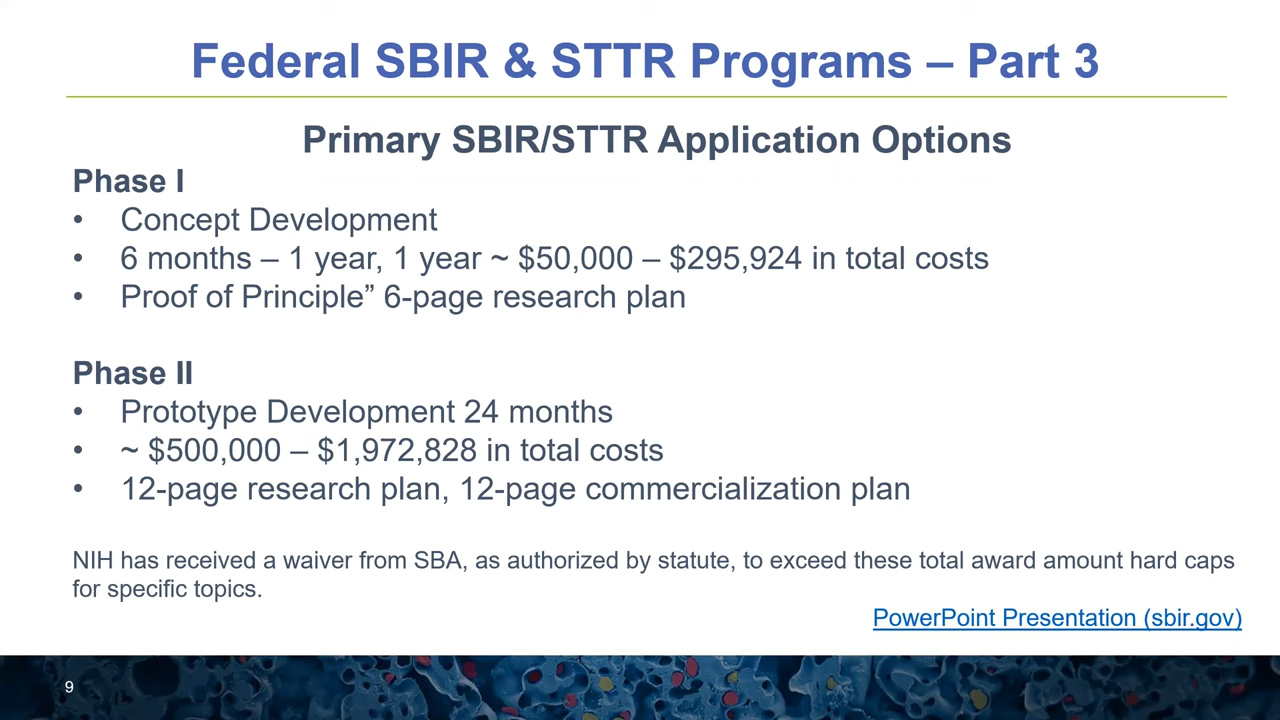 Federal SBIR & STTR Programs – Part 3
Primary SBIR/STTR Application Options
Phase I
• Concept Development
• 6 months – 1 year, 1 year ~ $50,000 – $295,924 in total costs
• Proof of Principle” 6-page research plan
Phase II
• Prototype Development 24 months
• ~ $500,000 – $1,972,828 in total costs
• 12-page research plan, 12-page commercialization plan
NIH has received a waiver from SBA, as authorized by statute, to exceed these total award amount hard caps
for specific topics.
PowerPoint Presentation (sbir.gov)
9